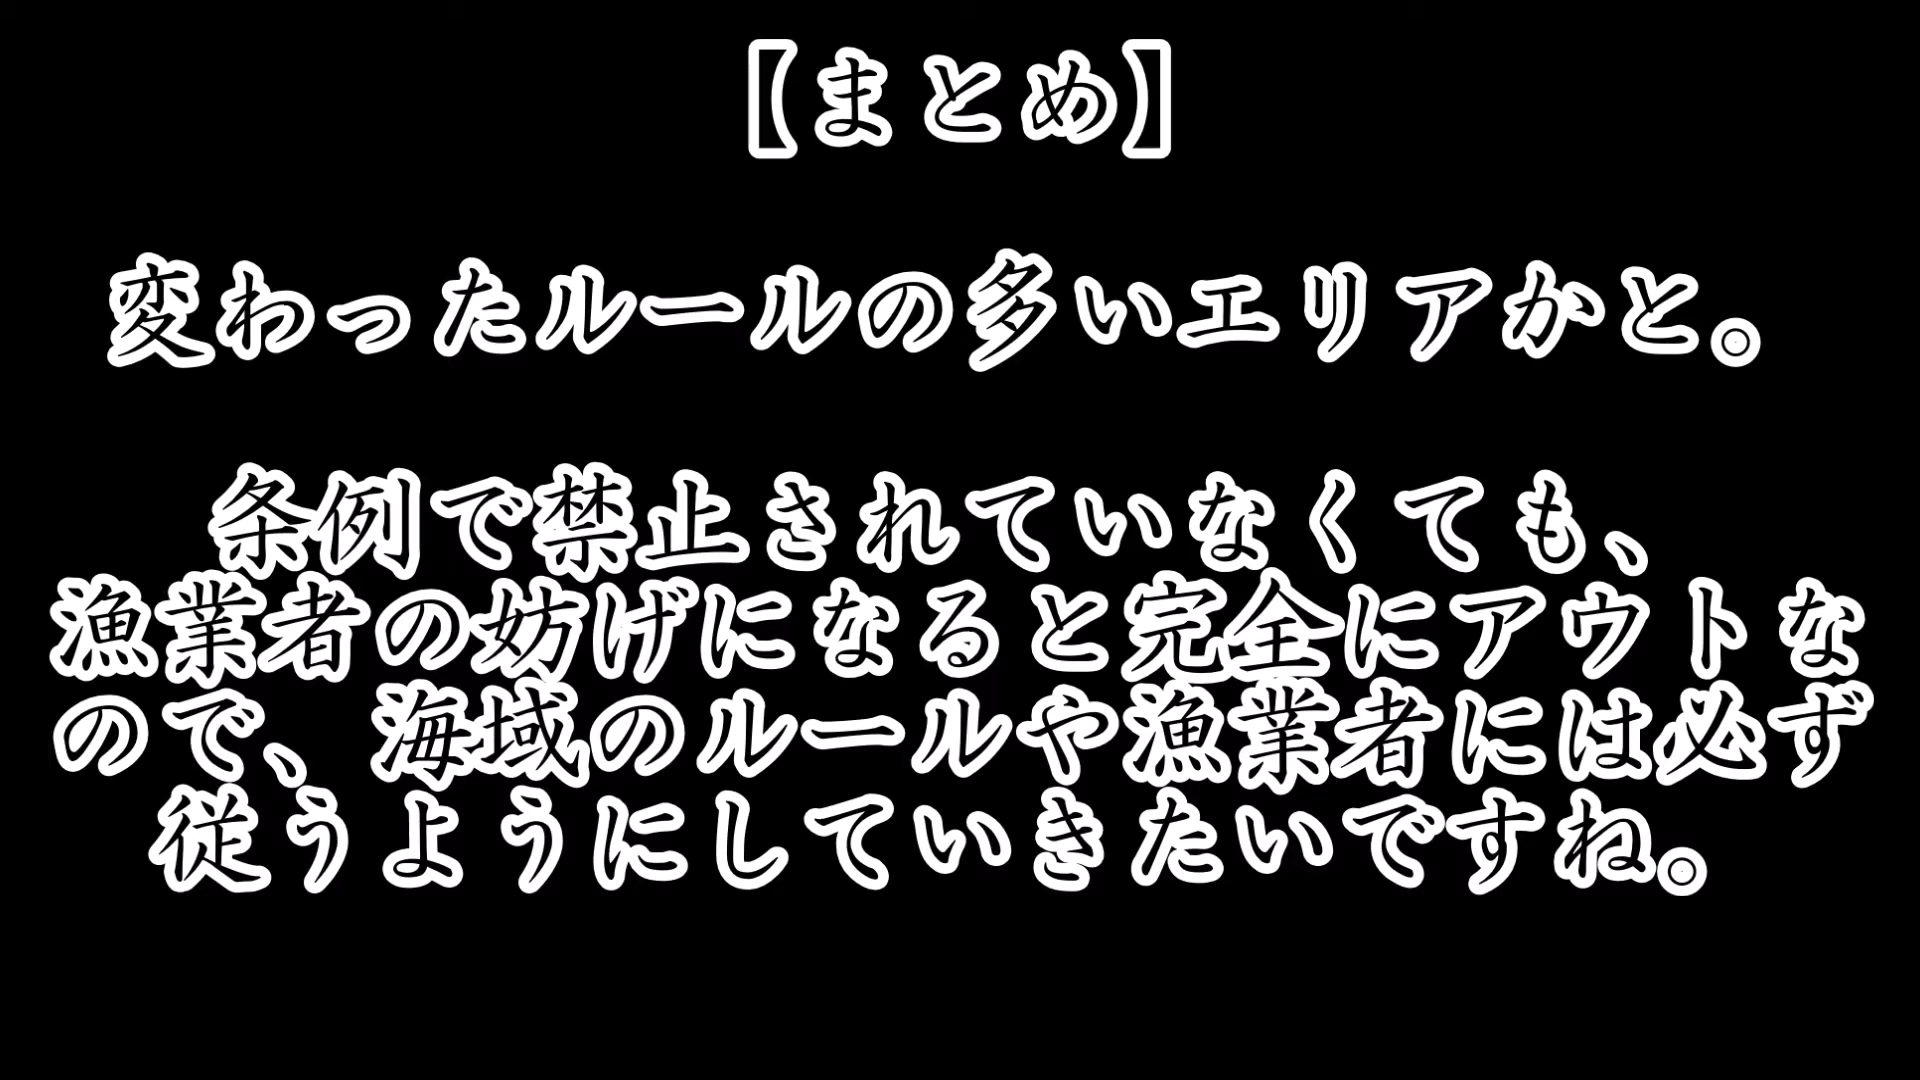 【まとめ】
変わったルールの多いエリアかと。
条例で禁止されていなくても、
漁業者の妨げになると完全にアウトな
ので、海域のルールや漁業者には必ず
従うようにしていきたいですね。